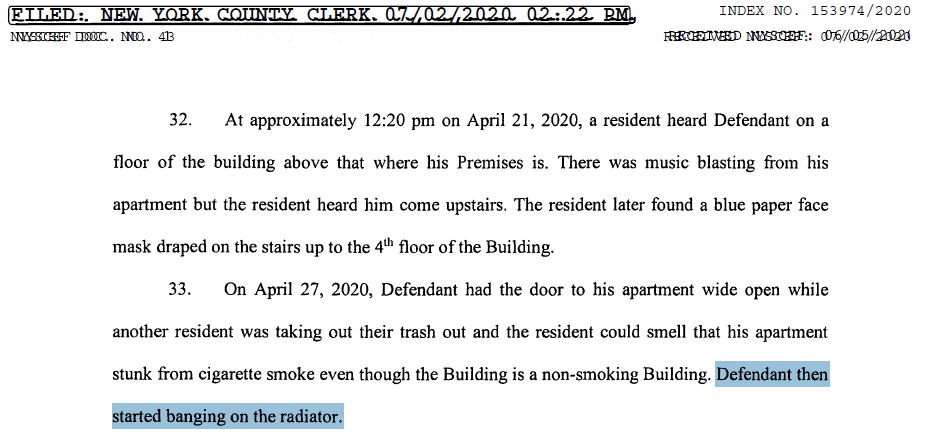 FILED: NEW YORK COUNTY CLERK 07/02/2020 02:22 PM
INDEX NO. 153974/2020
NYSCEF DOC. NO.
RECEIVED NYSCEF:
32. At approximately 12:20 pm on April 21, 2020, a resident heard Defendant on a
floor of the building above that where his Premises is. There was music blasting from his
apartment but the resident heard him come upstairs. The resident later found a blue paper face
mask draped on the stairs up to the 4th floor of the Building.
33. On April 27, 2020, Defendant had the door to his apartment wide open while
another resident was taking out their trash out and the resident could smell that his apartment
stunk from cigarette smoke even though the Building is a non-smoking Building. Defendant then
started banging on the radiator.